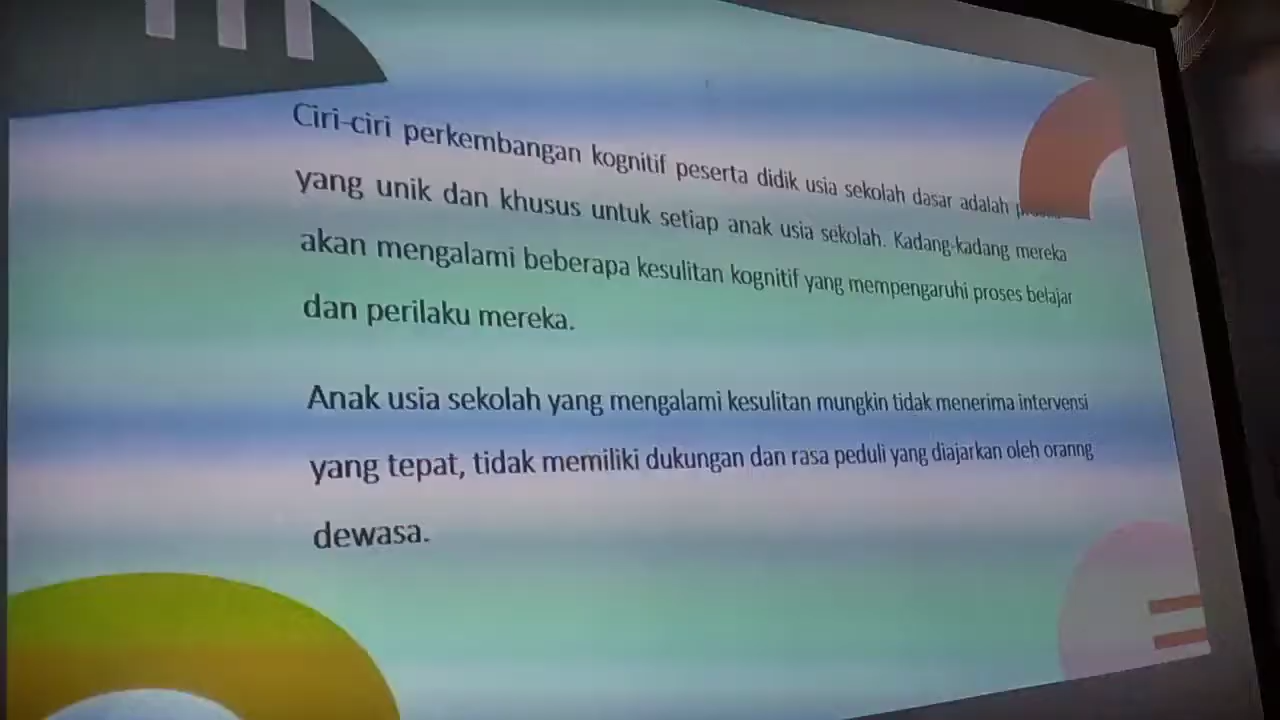 Ciri-ciri perkembangan kognitif peserta didik usia sekolah dasar adalah
yang unik dan khusus untuk setiap anak usia sekolah. Kadang-kadang mereka
akan mengalami beberapa kesulitan kognitif yang mempengaruhi proses belajar
dan perilaku mereka.
Anak usia sekolah yang mengalami kesulitan mungkin tidak menerima intervensi
yang tepat, tidak memiliki dukungan dan rasa peduli yang diajarkan oleh oranng
dewasa.